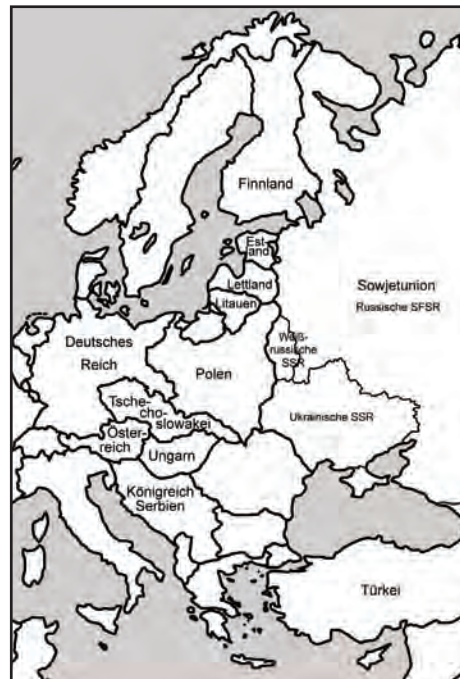 Finnland
Est-
land
Lettland
Litauen
Sowjetunion
Russische SFSR
Deutsches
Reich
Weiß-
russische
SSR
Polen
Tsche-
cho-
slowakei
Ukrainische SSR
Öster-
reich
Ungarn
Königreich
Serbien
Türkei